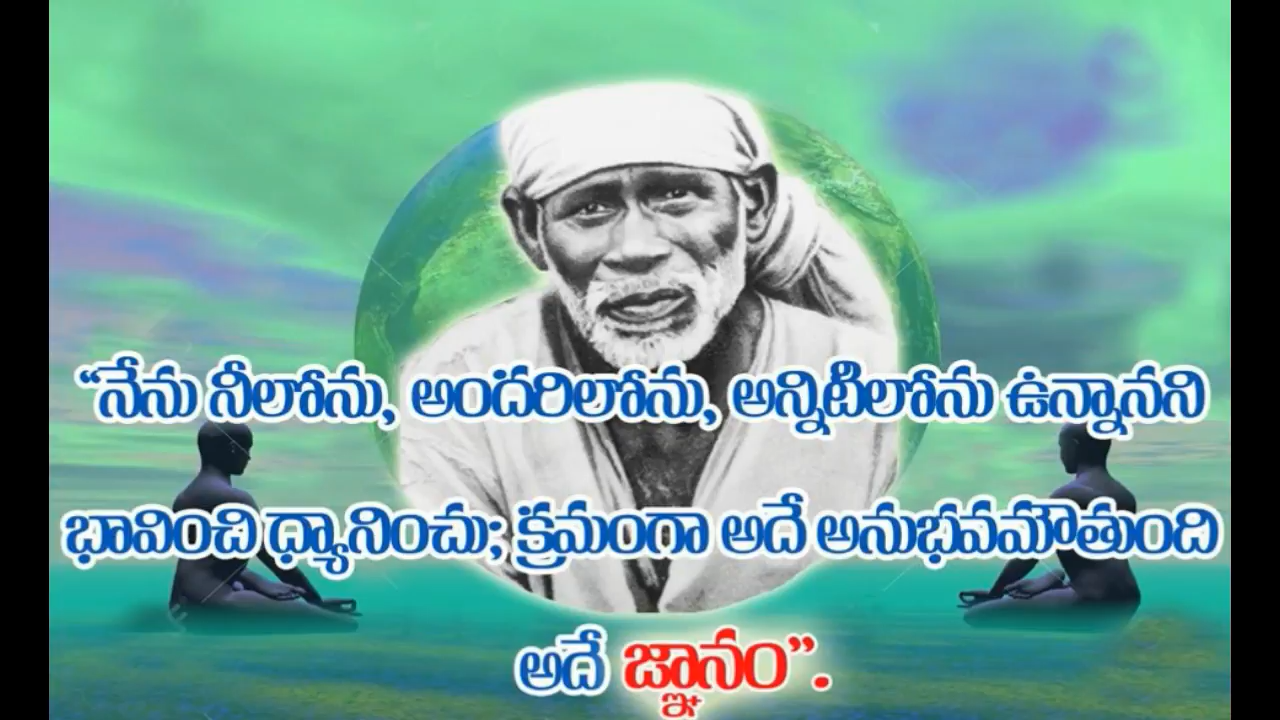 “నేను నీలోను, అందరిలోను, అన్నిటిలోను ఉన్నానని
భావించి ధ్యానించు; క్రమంగా అదే అనుభవమౌతుంది
అదే జ్ఞానం”.